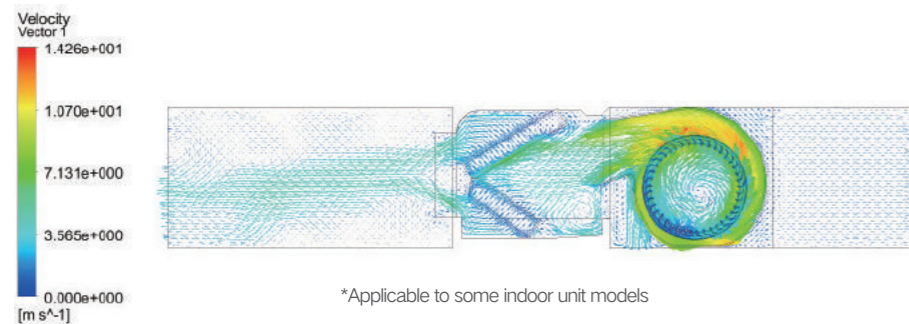 Velocity
Vector 1
1.426e+001
1.070e+001
7.131e+000
3.565e+000
0.000e+000
[m s^-1]
*Applicable to some indoor unit models